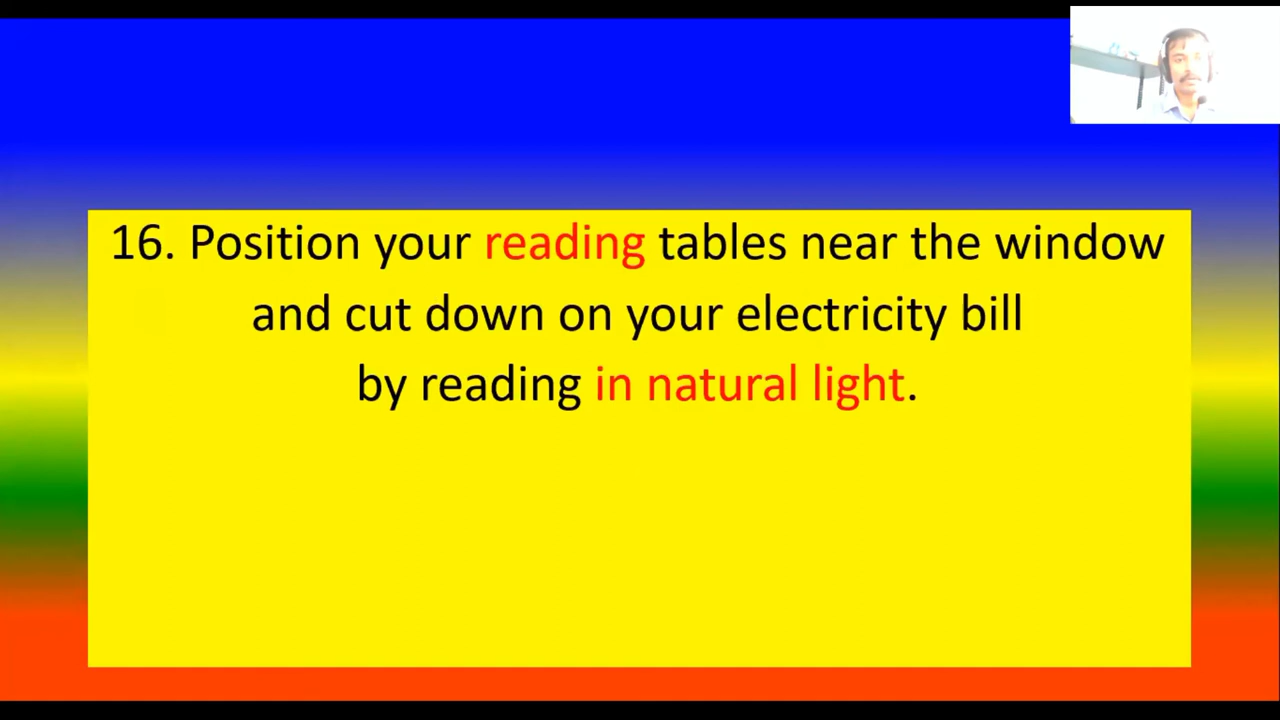 16. Position your reading tables near the window
and cut down on your electricity bill
by reading in natural light.